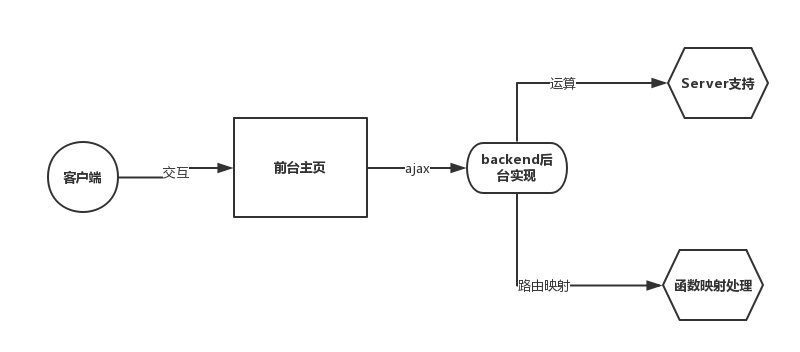 客户端
交互
前台主页
ajax
backend后
台实现
运算
Server支持
路由映射
函数映射处理